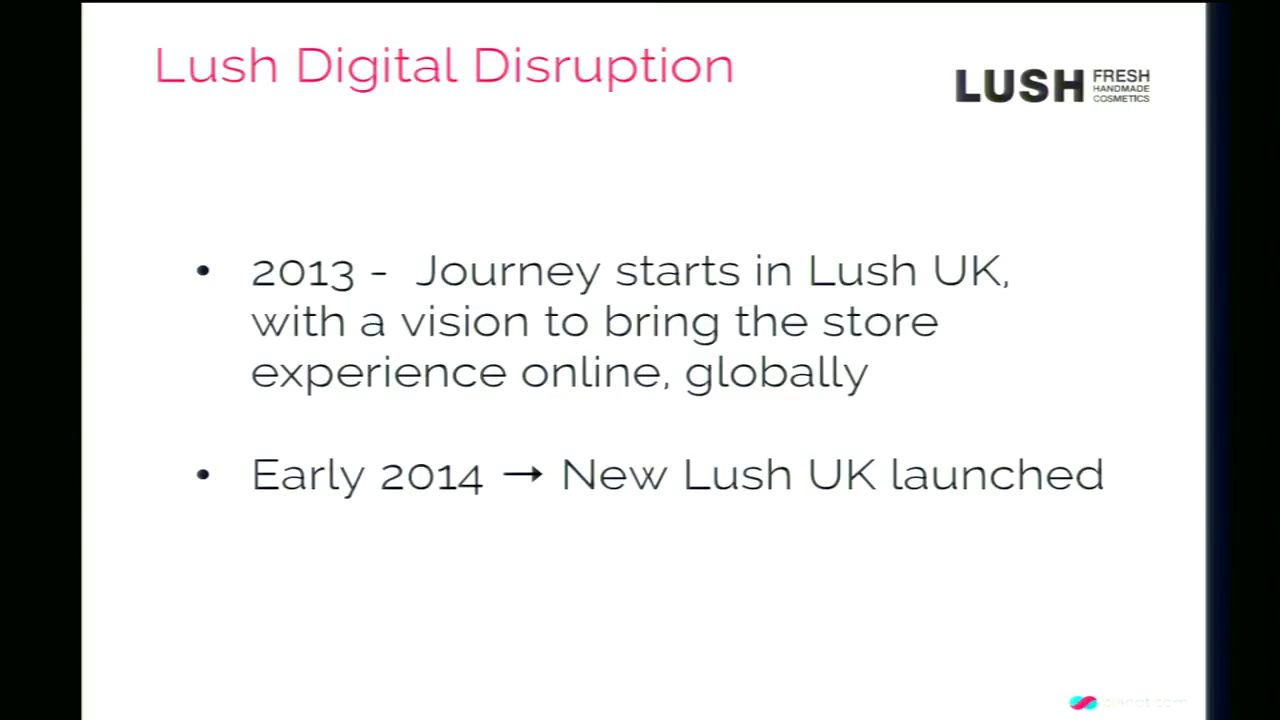 Lush Digital Disruption
LUSH
FRESH
HANDMADE
COSMETICS
• 2013 - Journey starts in Lush UK,
with a vision to bring the store
experience online, globally
• Early 2014 → New Lush UK launched